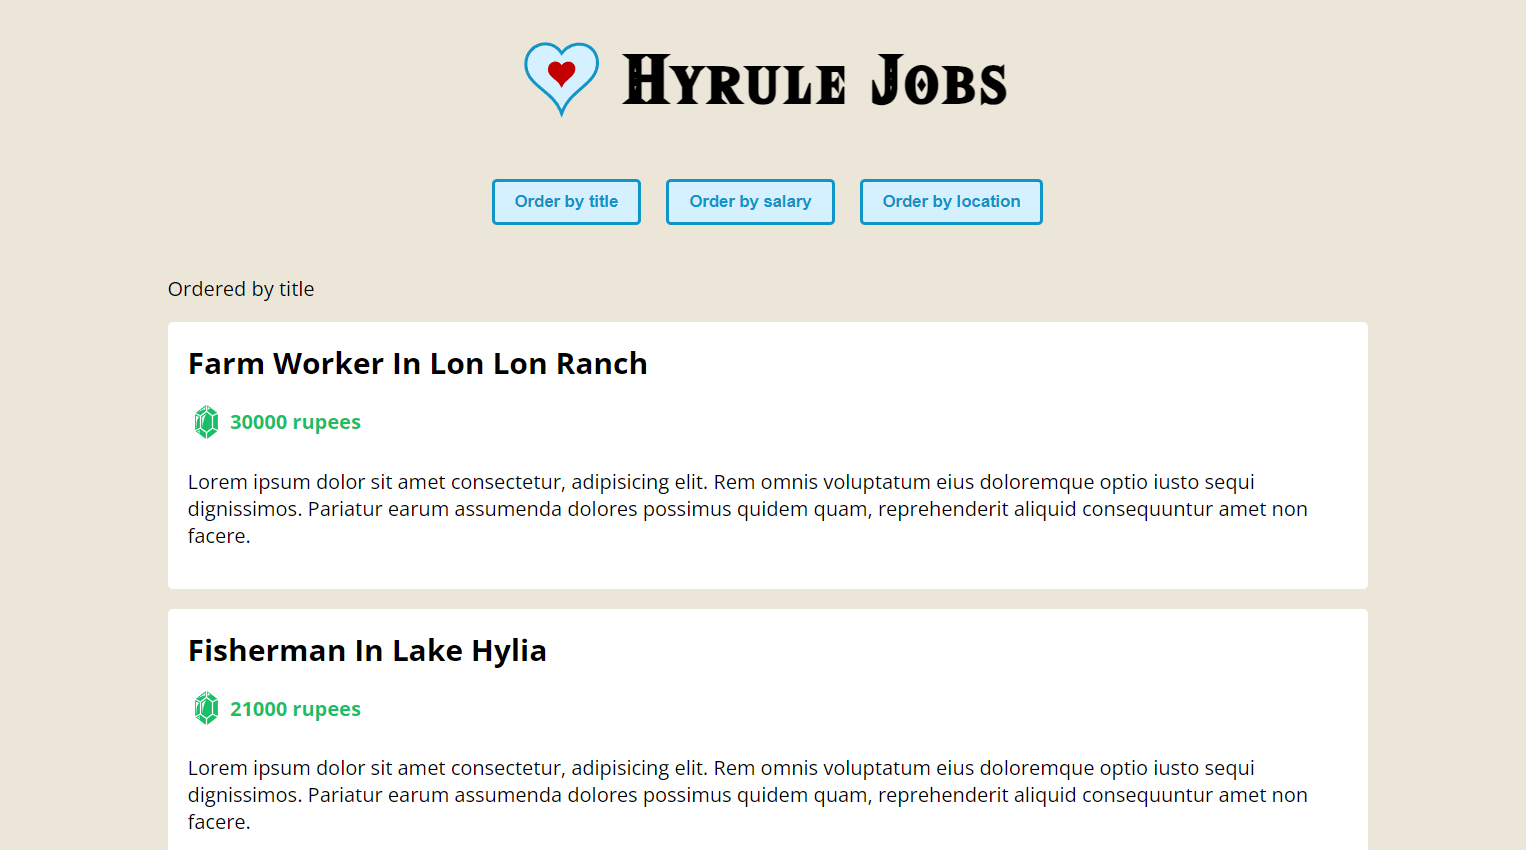 Hyrule Jobs
Order by title
Order by salary
Order by location
Ordered by title
Farm Worker In Lon Lon Ranch
30000 rupees
Lorem ipsum dolor sit amet consectetur, adipisicing elit. Rem omnis voluptatum eius doloremque optio iusto sequi
dignissimos. Pariatur earum assumenda dolores possimus quidem quam, reprehenderit aliquid consequuntur amet non
facere.
Fisherman In Lake Hylia
21000 rupees
Lorem ipsum dolor sit amet consectetur, adipisicing elit. Rem omnis voluptatum eius doloremque optio iusto sequi
dignissimos. Pariatur earum assumenda dolores possimus quidem quam, reprehenderit aliquid consequuntur amet non
facere.